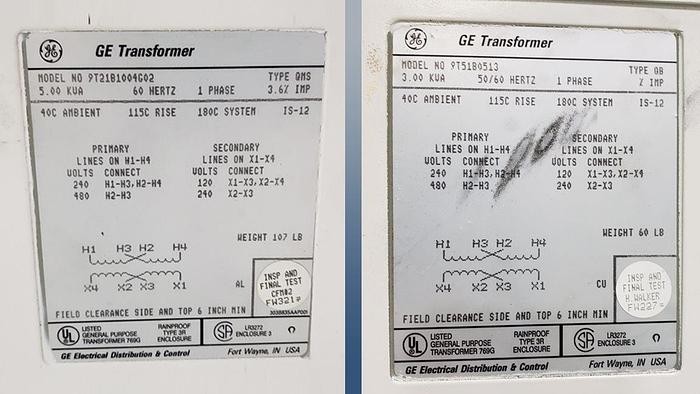 GE Transformer
MODEL NO 9T21B1004G02 TYPE QMS
5.00 KVA 60 HERTZ 1 PHASE 3.6% IMP
40C AMBIENT 115C RISE 180C SYSTEM IS-12
PRIMARY SECONDARY
LINES ON H1-H4 LINES ON X1-X4
VOLTS CONNECT VOLTS CONNECT
240 H1-H3,H2-H4 120 X1-X3,X2-X4
480 H2-H3 240 X2-X3
WEIGHT 107 LB
H1 H3 H2 H4
X4 X2 X3 X1
AL
INSP AND
FINAL TEST
CFM#2
FW321#
FIELD CLEARANCE SIDE AND TOP 6 INCH MIN
UL LISTED GENERAL PURPOSE TRANSFORMER 769G
RAINPROOF TYPE 3R ENCLOSURE
SA LR3272 ENCLOSURE 3
GE Electrical Distribution & Control Fort Wayne, IN USA
GE Transformer
MODEL NO 9T51B0513 TYPE QB
3.00 KVA 50/60 HERTZ 1 PHASE % IMP
40C AMBIENT 115C RISE 180C SYSTEM IS-12
PRIMARY SECONDARY
LINES ON H1-H4 LINES ON X1-X4
VOLTS CONNECT VOLTS CONNECT
240 H1-H3,H2-H4 120 X1-X3,X2-X4
480 H2-H3 240 X2-X3
WEIGHT 60 LB
H1 H3 H2 H4
X4 X2 X3 X1
CU
INSP AND
FINAL TEST
H.WALKER
FW227#
FIELD CLEARANCE SIDE AND TOP 6 INCH MIN
UL LISTED GENERAL PURPOSE TRANSFORMER 769G
RAINPROOF TYPE 3R ENCLOSURE
SA LR3272 ENCLOSURE 3
GE Electrical Distribution & Control Fort Wayne, IN USA